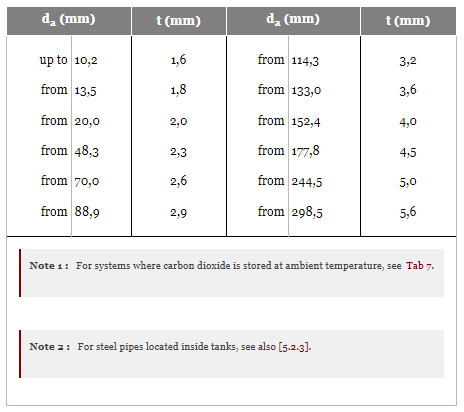 da (mm) t (mm) da (mm) t (mm)
up to 10,2 1,6 from 114,3 3,2
from 13,5 1,8 from 133,0 3,6
from 20,0 2,0 from 152,4 4,0
from 48,3 2,3 from 177,8 4,5
from 70,0 2,6 from 244,5 5,0
from 88,9 2,9 from 298,5 5,6
Note 1 : For systems where carbon dioxide is stored at ambient temperature, see Tab 7.
Note 2 : For steel pipes located inside tanks, see also [5.2.3].